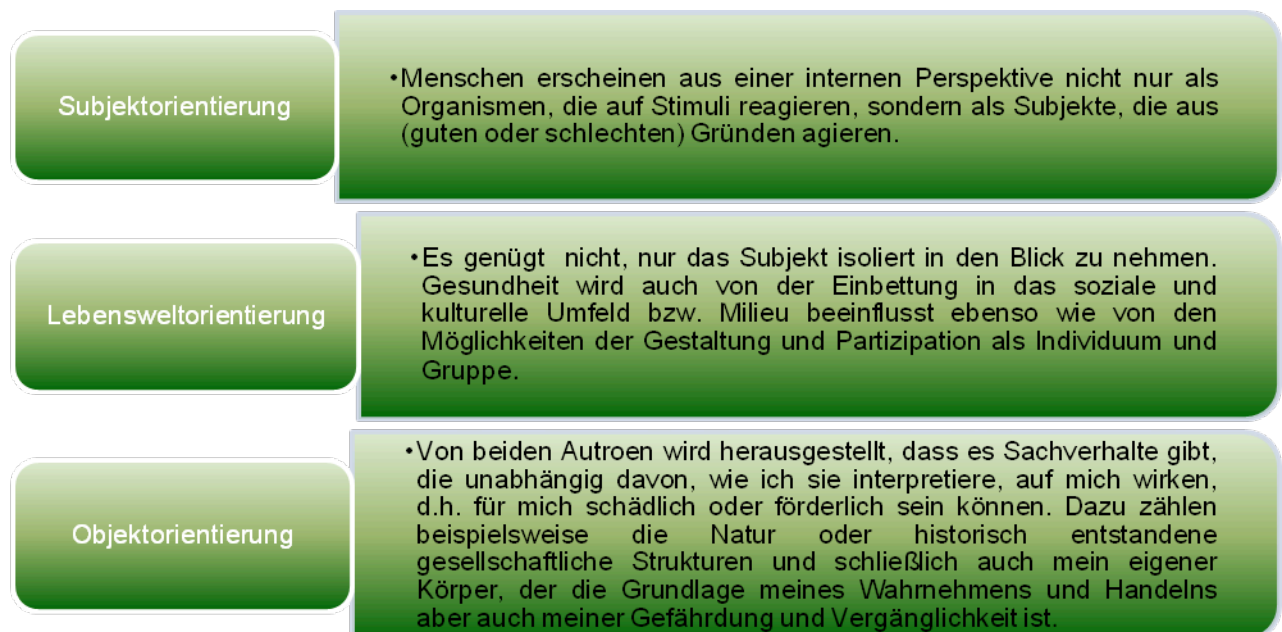 Subjektorientierung
•Menschen erscheinen aus einer internen Perspektive nicht nur als
Organismen, die auf Stimuli reagieren, sondern als Subjekte, die aus
(guten oder schlechten) Gründen agieren.
Lebensweltorientierung
•Es genügt nicht, nur das Subjekt isoliert in den Blick zu nehmen.
Gesundheit wird auch von der Einbettung in das soziale und
kulturelle Umfeld bzw. Milieu beeinflusst ebenso wie von den
Möglichkeiten der Gestaltung und Partizipation als Individuum und
Gruppe.
Objektorientierung
•Von beiden Autroen wird herausgestellt, dass es Sachverhalte gibt,
die unabhängig davon, wie ich sie interpretiere, auf mich wirken,
d.h. für mich schädlich oder förderlich sein können. Dazu zählen
beispielsweise die Natur oder historisch entstandene
gesellschaftliche Strukturen und schließlich auch mein eigener
Körper, der die Grundlage meines Wahrnehmens und Handelns
aber auch meiner Gefährdung und Vergänglichkeit ist.